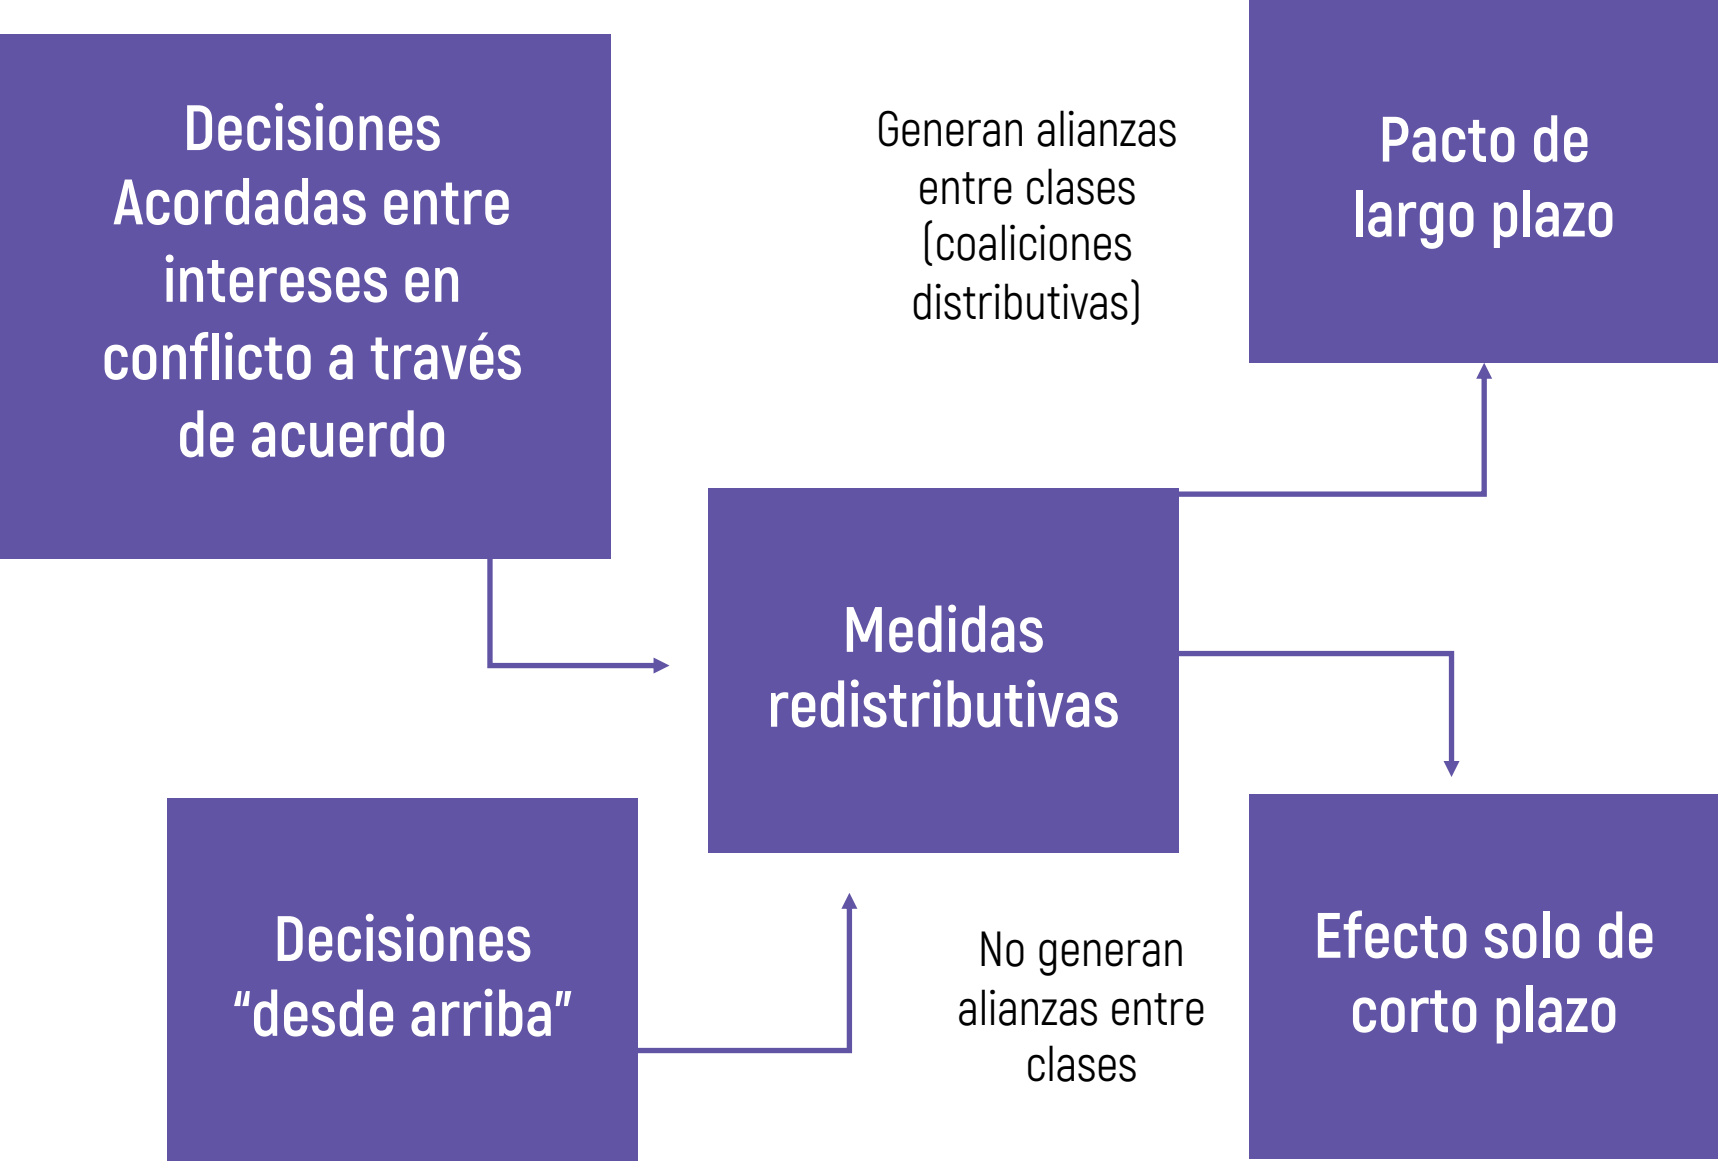 Decisiones
Acordadas entre
intereses en
conflicto a través
de acuerdo
Generan alianzas
entre clases
(coaliciones
distributivas)
Pacto de
largo plazo
Medidas
redistributivas
Decisiones
“desde arriba”
No generan
alianzas entre
clases
Efecto solo de
corto plazo